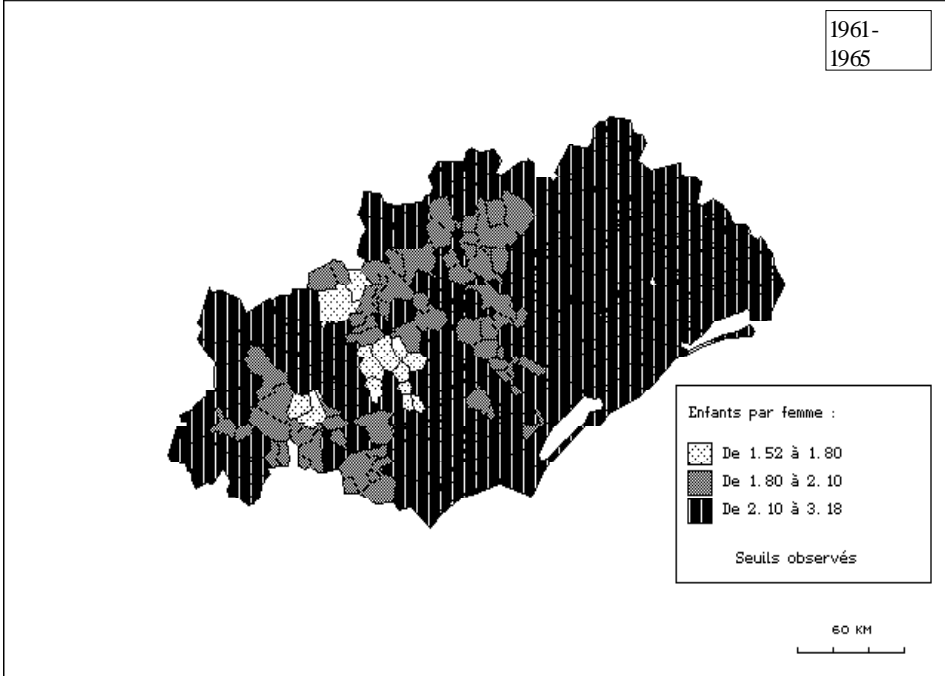 1961-
1965
Enfants par femme :
De 1.52 à 1.80
De 1.80 à 2.10
De 2.10 à 3.18
Seuils observés
60 KM